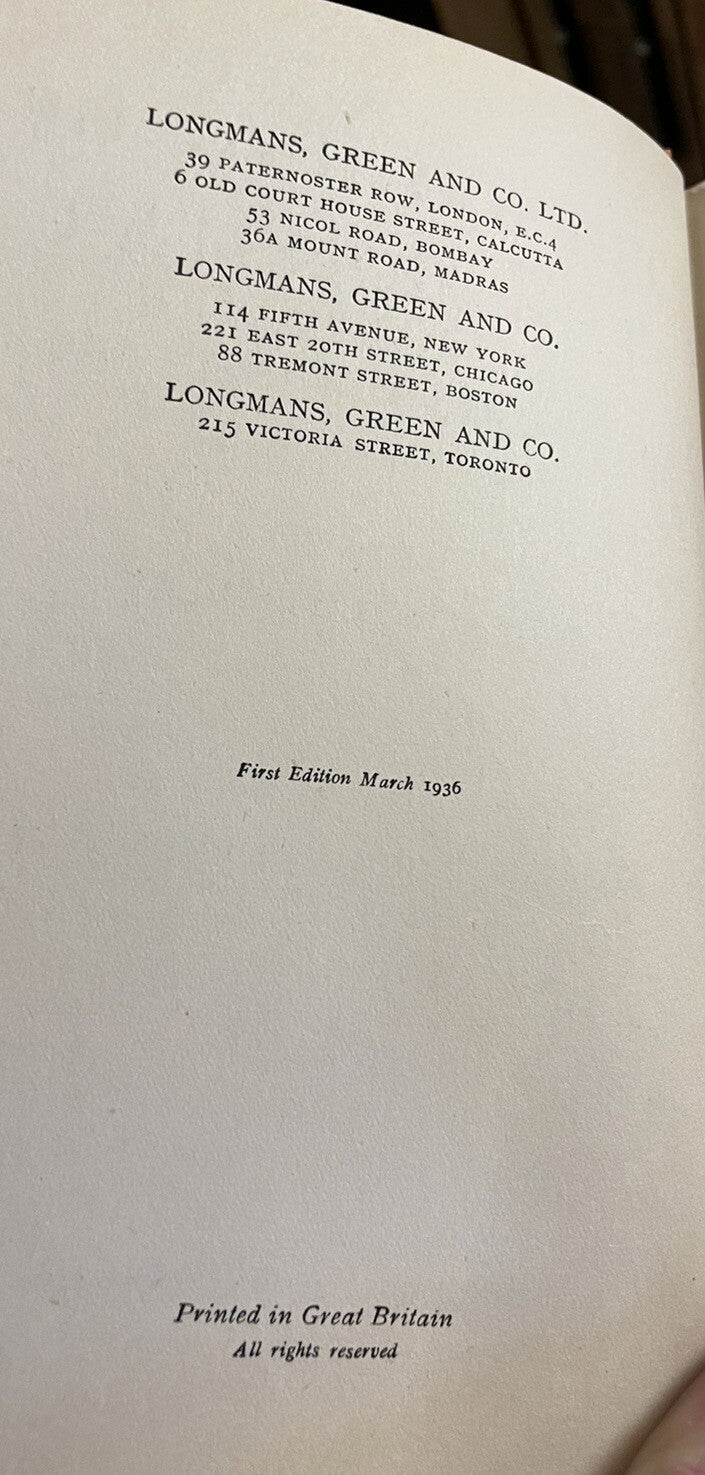 LONGMANS, GREEN AND CO. LTD.
39 PATERNOSTER ROW, LONDON, E.C.4
6 OLD COURT HOUSE STREET, CALCUTTA
53 NICOL ROAD, BOMBAY
36A MOUNT ROAD, MADRAS
LONGMANS, GREEN AND CO.
114 FIFTH AVENUE, NEW YORK
221 EAST 20TH STREET, CHICAGO
88 TREMONT STREET, BOSTON
LONGMANS, GREEN AND CO.
215 VICTORIA STREET, TORONTO
First Edition March 1936
Printed in Great Britain
All rights reserved